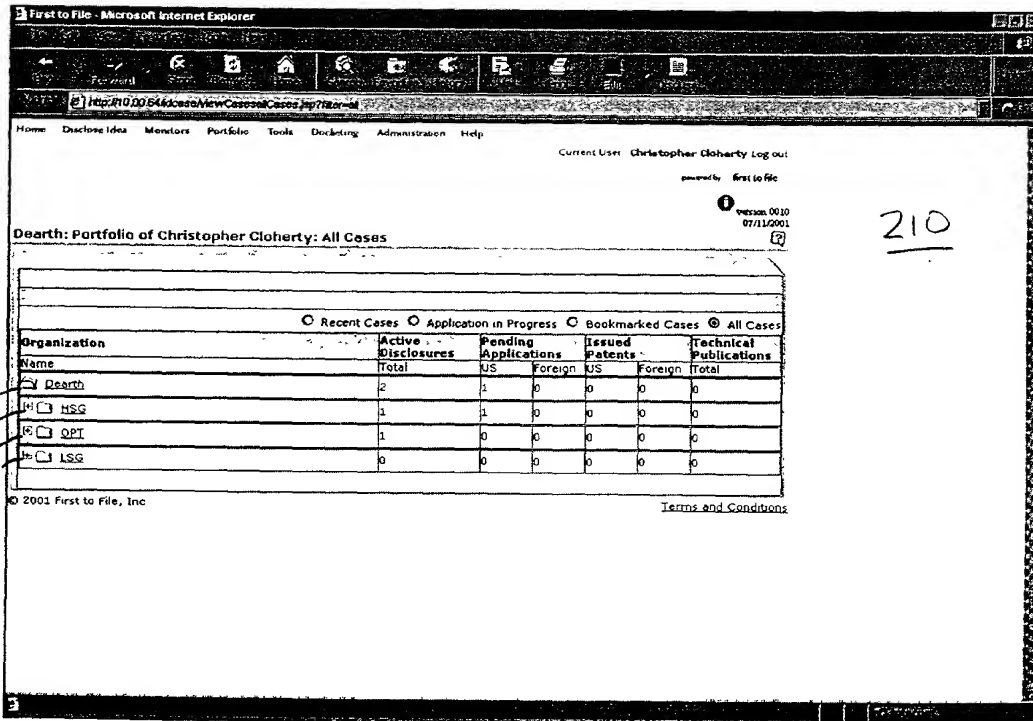 First to File - Microsoft Internet Explorer
Forward
Home Disclose Idea Monitors Portfolio Tools Docketing Administration Help
Current User Christopher Cloherty Log out
powered by first to file
version 0010
07/11/2001
210
Dearth: Portfolio of Christopher Cloherty: All Cases
Recent Cases Application in Progress Bookmarked Cases All Cases
Organization Active Disclosures Pending Applications Issued Patents Technical Publications
Name Total US Foreign US Foreign Total
Dearth 2 1 0 0 0 0
HSG 1 1 0 0 0 0
OPT 1 0 0 0 0 0
LSG 0 0 0 0 0 0
© 2001 First to File, Inc
Terms and Conditions